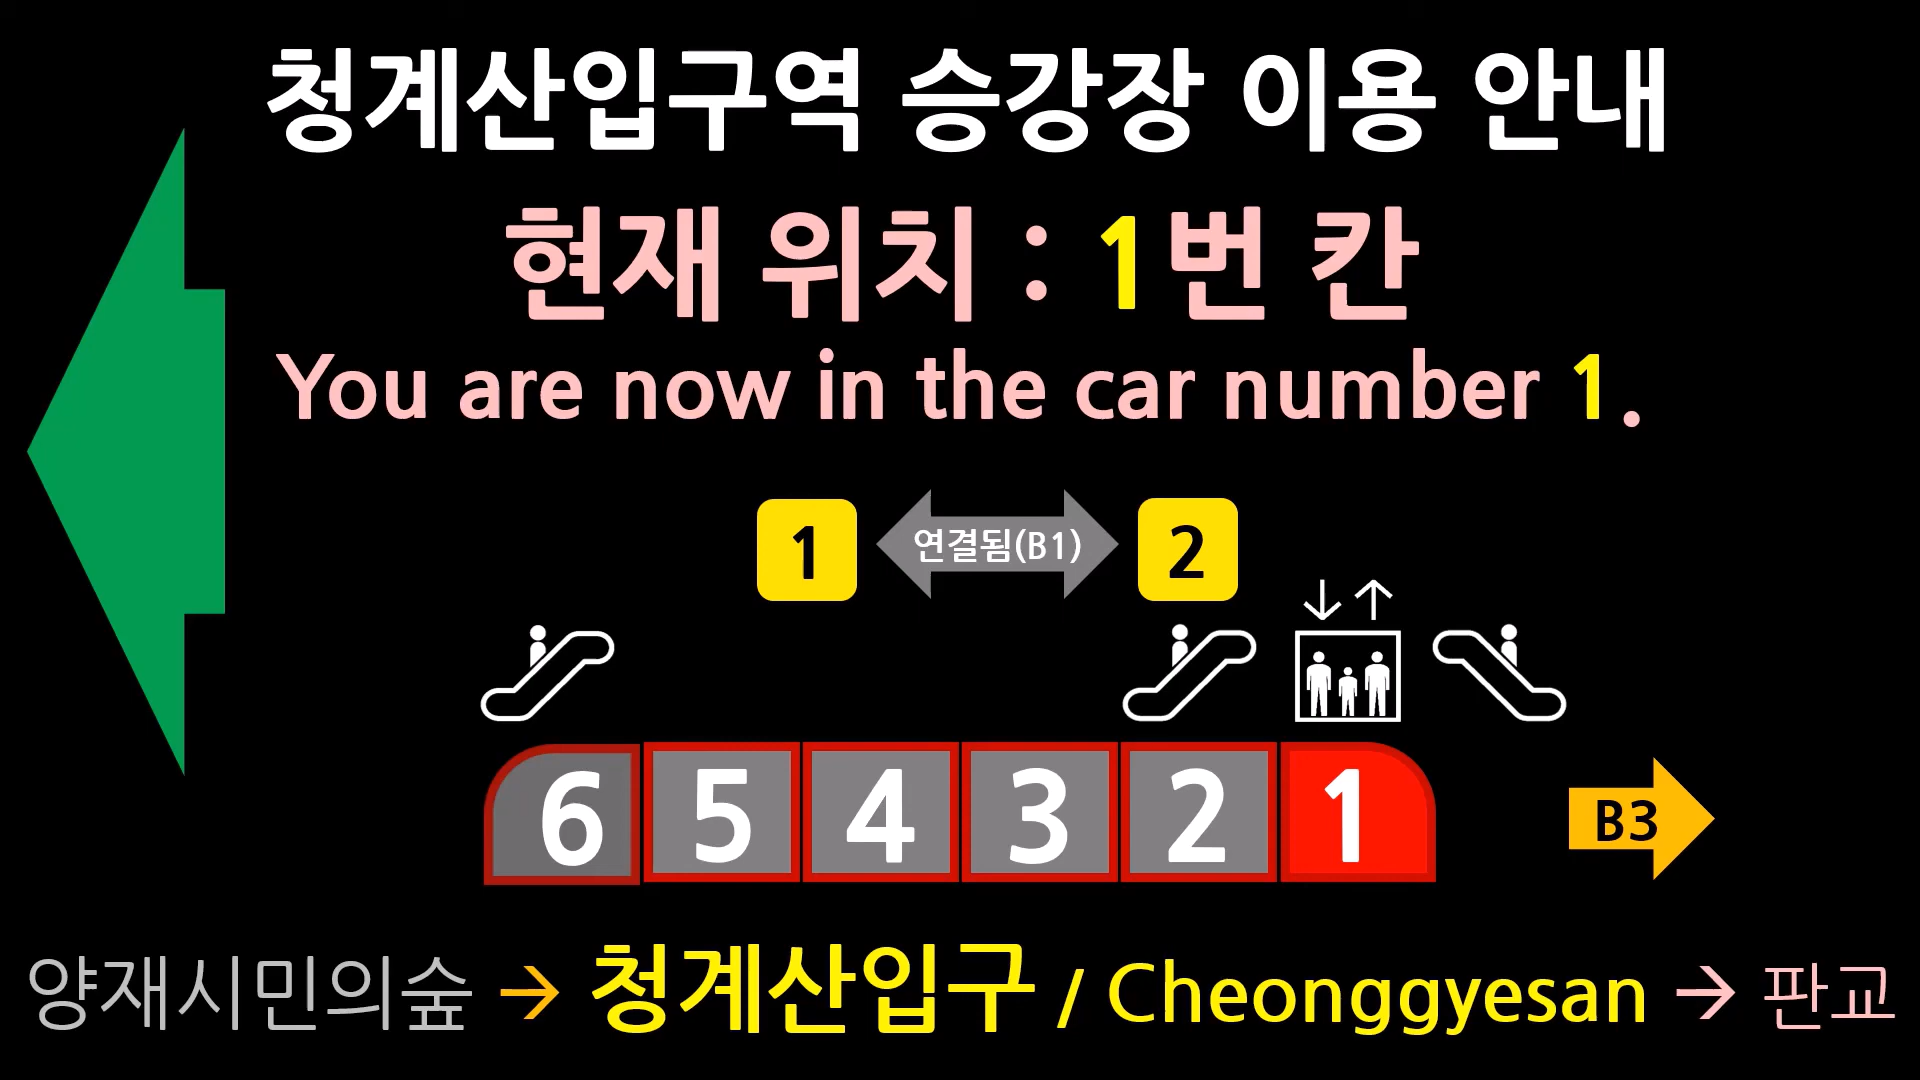 청계산입구역 승강장 이용 안내
현재 위치 : 1번 칸
You are now in the car number 1.
1 연결됨(B1) 2
6 5 4 3 2 1 B3
양재시민의숲 → 청계산입구 / Cheonggyesan → 판교